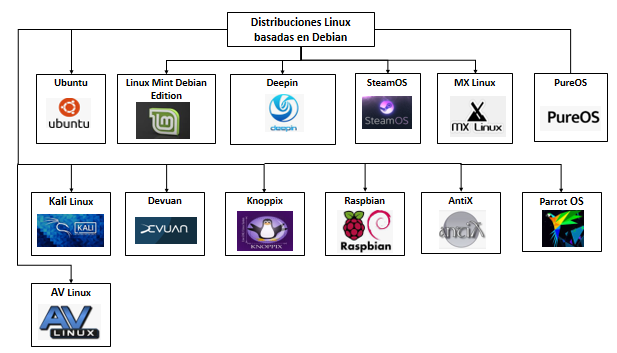 Distribuciones Linux
basadas en Debian
Ubuntu
ubuntu
Linux Mint Debian
Edition
Deepin
deepin
SteamOS
STEAMOS
MX Linux
MX Linux
PureOS
PureOS
Kali Linux
KALI
Devuan
DEVUAN
Knoppix
KNOPPIX
Raspbian
Raspbian
AntiX
antiX
Parrot OS
AV Linux
AV
LINUX